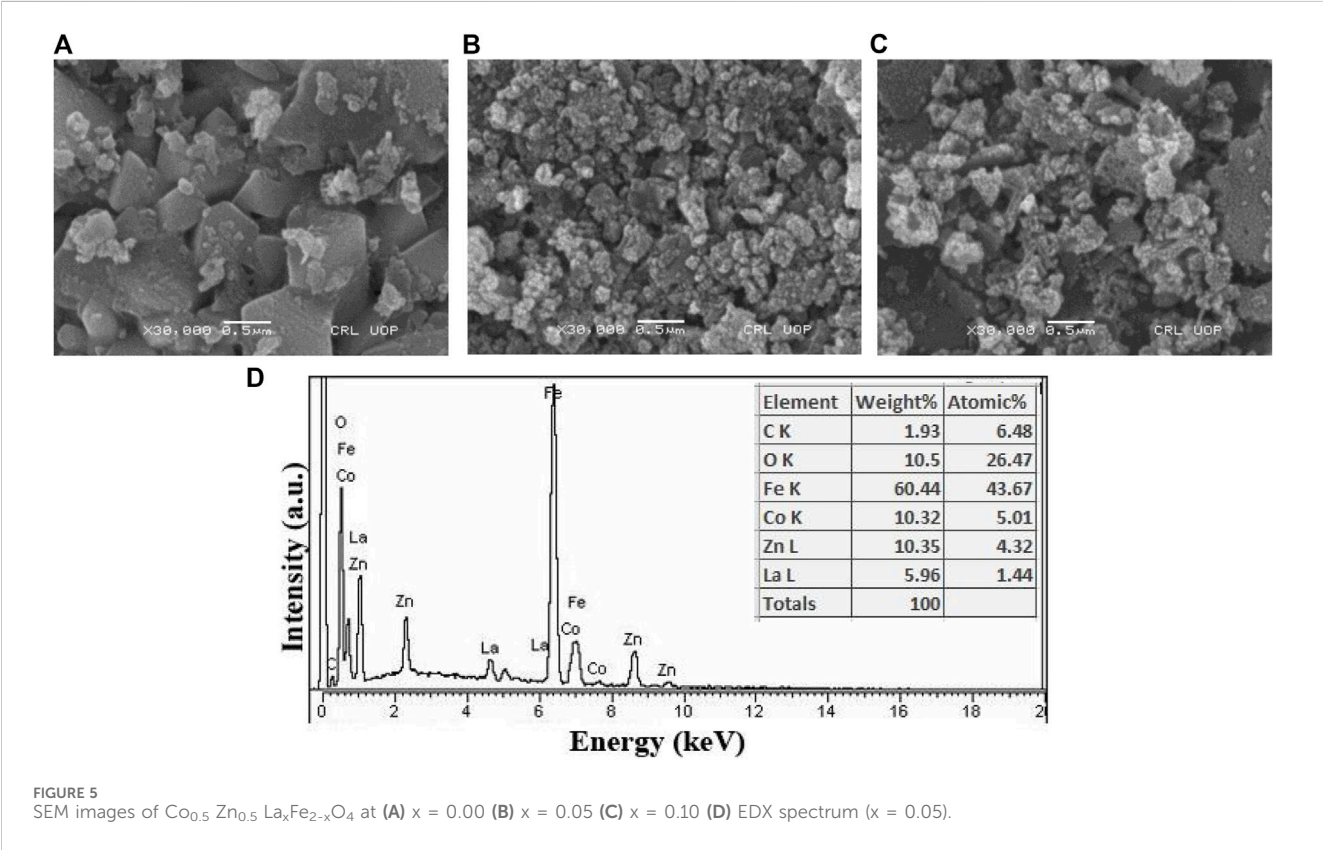 A
B
C
X30,000 0.5µm CRL UOP
X30,000 0.5µm CRL UOP
X30,000 0.5µm CRL UOP
D
Intensity (a.u.)
O
Fe
Co
La
Zn
C
Zn
La
La
Fe
Fe
Co
Co
Zn
Zn
Element Weight% Atomic%
C K 1.93 6.48
O K 10.5 26.47
Fe K 60.44 43.67
Co K 10.32 5.01
Zn L 10.35 4.32
La L 5.96 1.44
Totals 100
0 2 4 6 8 10 12 14 16 18
Energy (keV)
FIGURE 5
SEM images of Co0.5 Zn0.5 LaxFe2-xO4 at (A) x = 0.00 (B) x = 0.05 (C) x = 0.10 (D) EDX spectrum (x = 0.05).